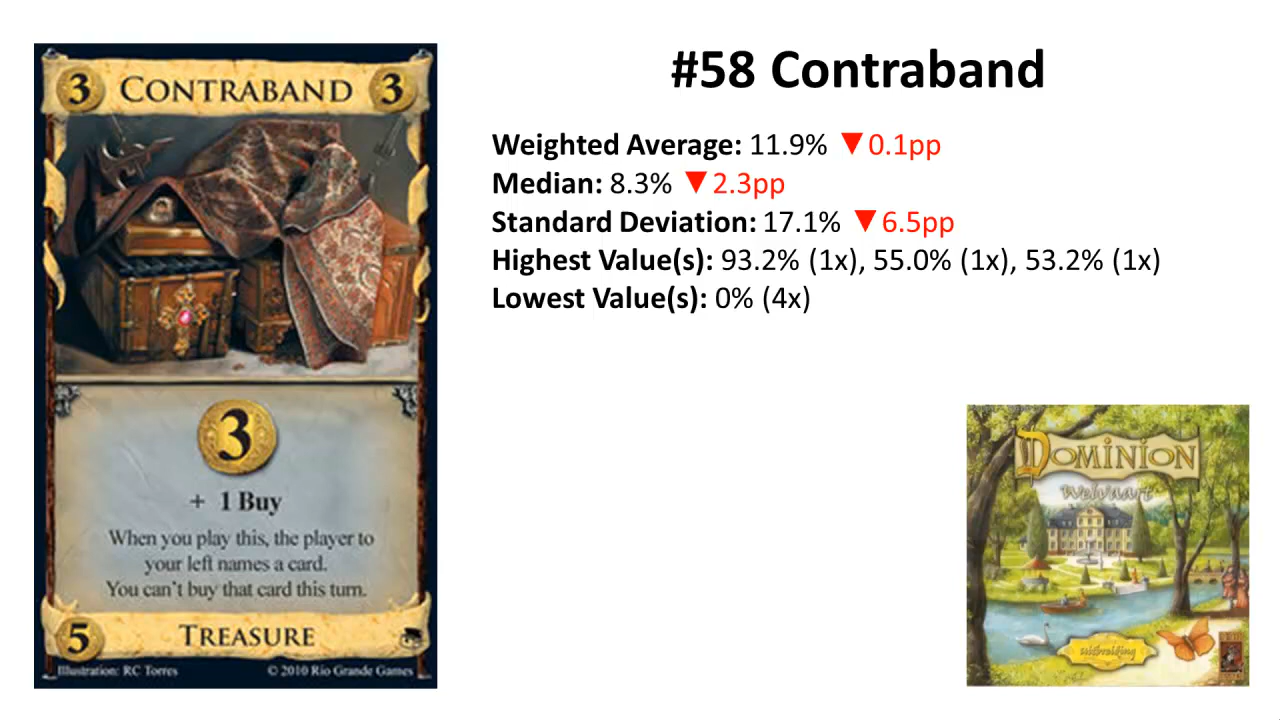 3 CONTRABAND 3
3
+ 1 Buy
When you play this, the player to
your left names a card.
You can't buy that card this turn.
5 TREASURE
Illustration: RC Torres © 2010 Rio Grande Games
#58 Contraband
Weighted Average: 11.9% ▼0.1pp
Median: 8.3% ▼2.3pp
Standard Deviation: 17.1% ▼6.5pp
Highest Value(s): 93.2% (1x), 55.0% (1x), 53.2% (1x)
Lowest Value(s): 0% (4x)
DOMINION
Welvaart
Uitbreiding